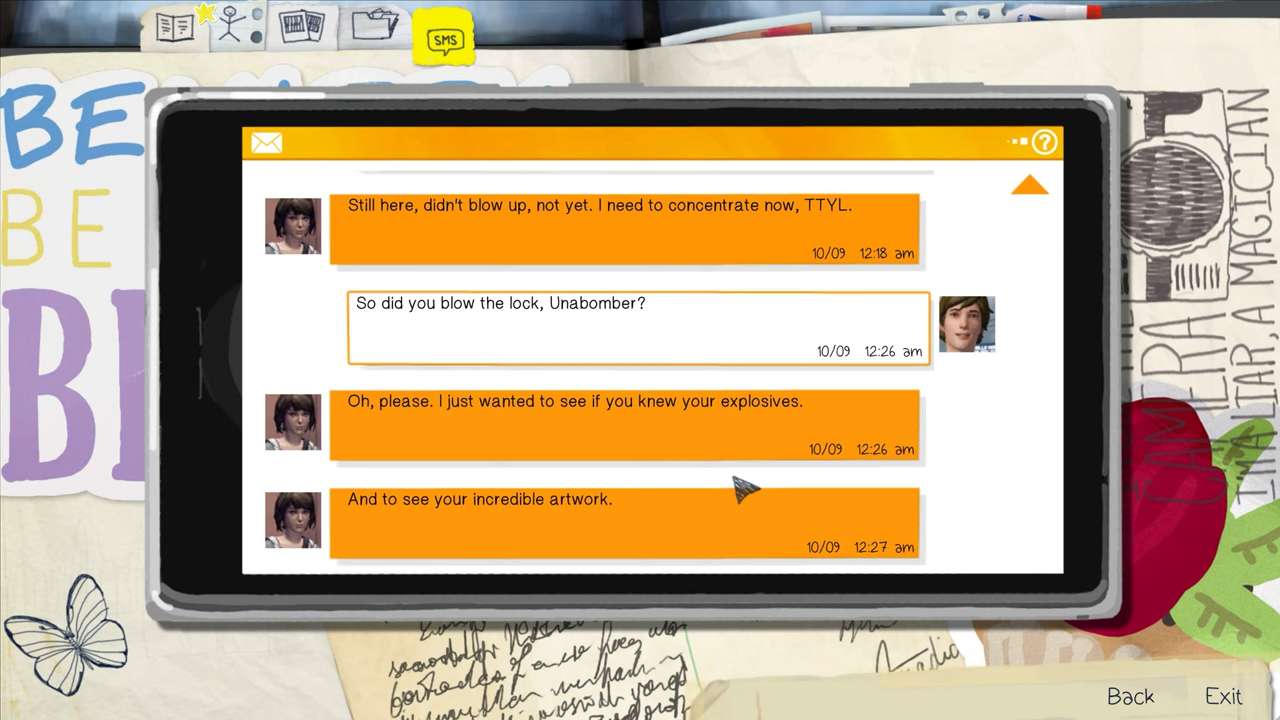 SMS
BE
BE
Still here, didn't blow up, not yet. I need to concentrate now, TTYL.
10/09 12:18 am
So did you blow the lock, Unabomber?
10/09 12:26 am
Oh, please. I just wanted to see if you knew your explosives.
10/09 12:26 am
And to see your incredible artwork.
10/09 12:27 am
CAMERA
LIAR, A MAGICIAN
Back Exit